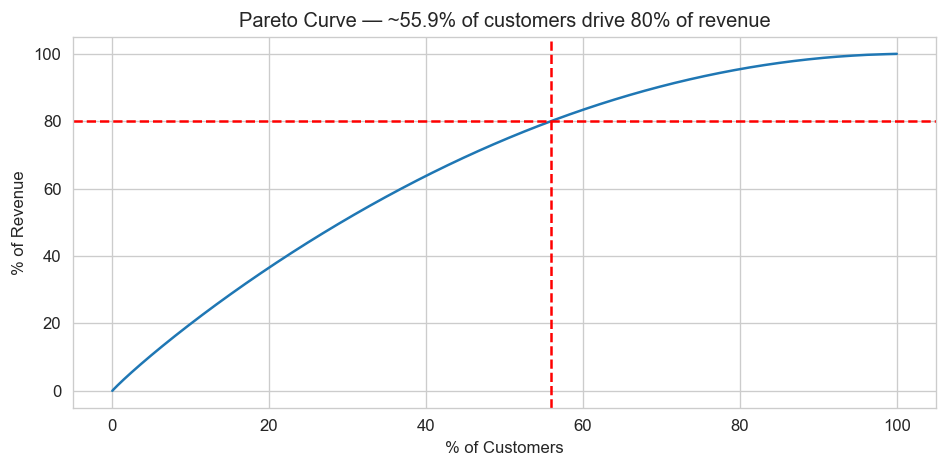 Pareto Curve — ~55.9% of customers drive 80% of revenue
100
80
60
40
20
0
% of Revenue
0 20 40 60 80 100
% of Customers